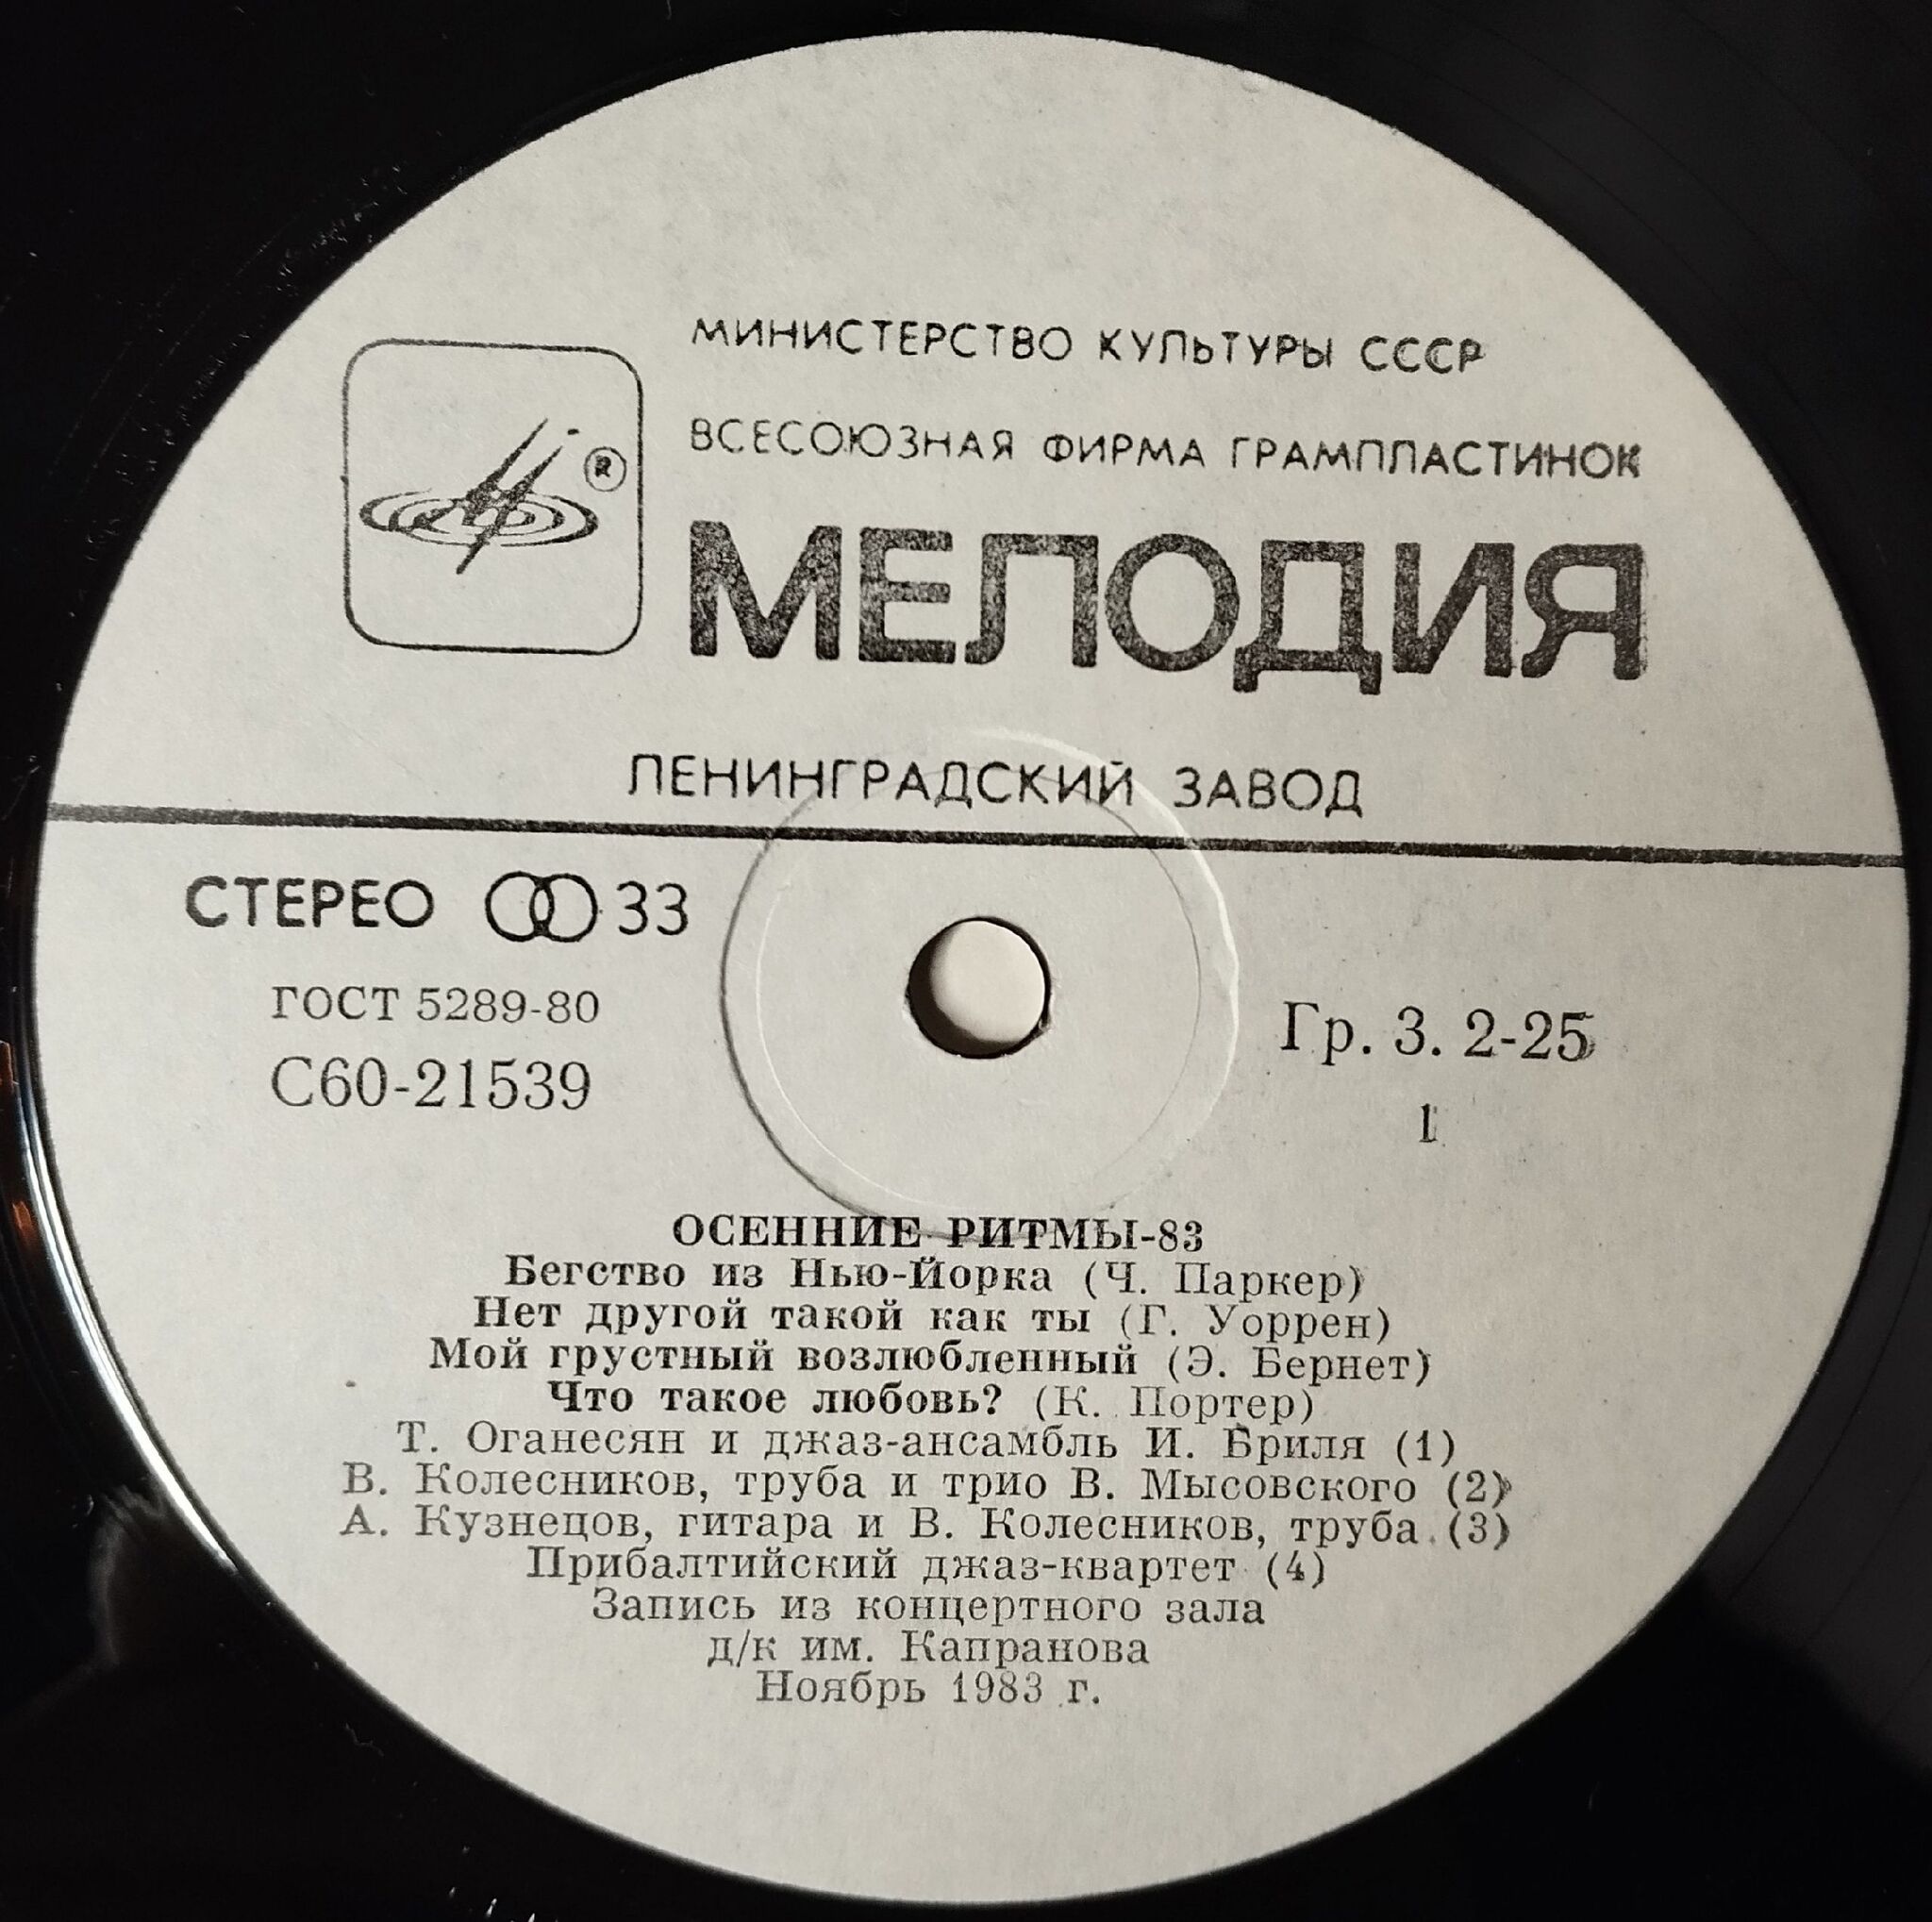 МИНИСТЕРСТВО КУЛЬТУРЫ СССР
ВСЕСОЮЗНАЯ ФИРМА ГРАМПЛАСТИНОК
®
МЕЛОДИЯ
ЛЕНИНГРАДСКИЙ ЗАВОД
СТЕРЕО 33
ГОСТ 5289-80
С60-21539
Гр. 3. 2-25
1
ОСЕННИЕ РИТМЫ-83
Бегство из Нью-Йорка (Ч. Паркер)
Нет другой такой как ты (Г. Уоррен)
Мой грустный возлюбленный (Э. Бернет)
Что такое любовь? (К. Портер)
Т. Оганесян и джаз-ансамбль И. Бриля (1)
В. Колесников, труба и трио В. Мысовского (2)
А. Кузнецов, гитара и В. Колесников, труба (3)
Прибалтийский джаз-квартет (4)
Запись из концертного зала
д/к им. Капранова
Ноябрь 1983 г.